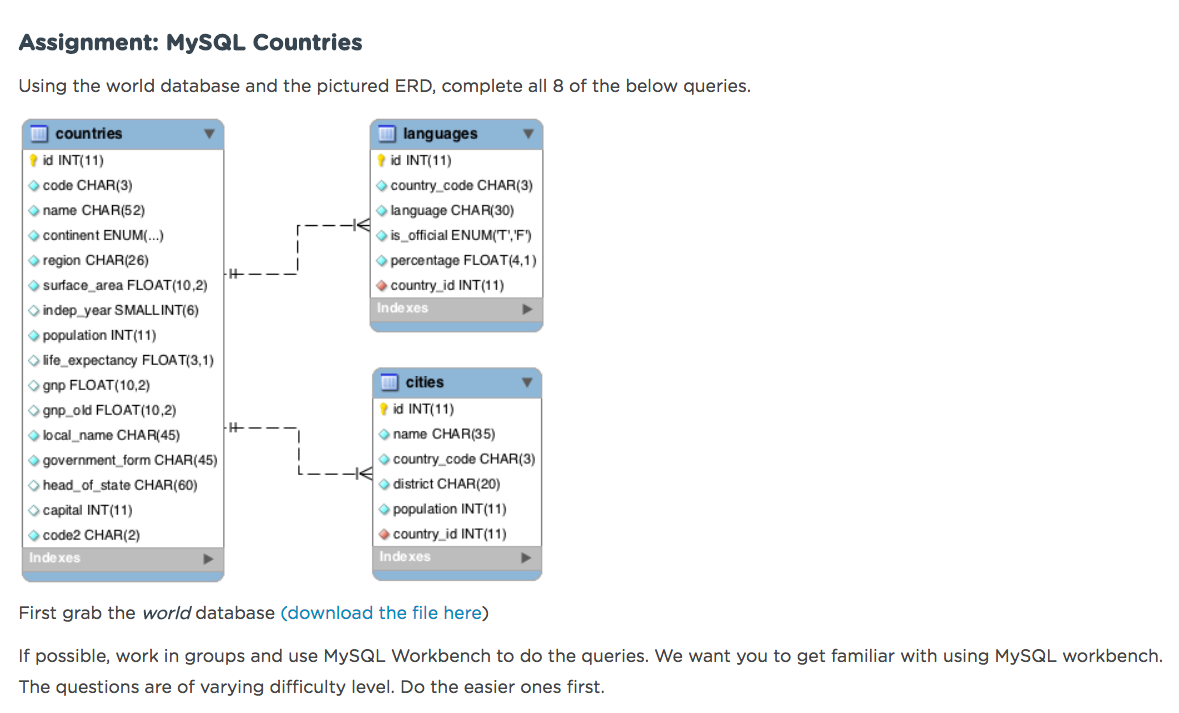 Assignment: MySQL Countries
Using the world database and the pictured ERD, complete all 8 of the below queries.
countries
id INT(11)
code CHAR(3)
name CHAR(52)
continent ENUM(...)
region CHAR(26)
surface_area FLOAT(10,2)
indep_year SMALLINT(6)
population INT(11)
life_expectancy FLOAT(3,1)
gnp FLOAT(10,2)
gnp_old FLOAT(10,2)
local_name CHAR(45)
government_form CHAR(45)
head_of_state CHAR(60)
capital INT(11)
code2 CHAR(2)
Indexes
languages
id INT(11)
country_code CHAR(3)
language CHAR(30)
is_official ENUM('T','F')
percentage FLOAT(4,1)
country_id INT(11)
Indexes
cities
id INT(11)
name CHAR(35)
country_code CHAR(3)
district CHAR(20)
population INT(11)
country_id INT(11)
Indexes
First grab the world database (download the file here)
If possible, work in groups and use MySQL Workbench to do the queries. We want you to get familiar with using MySQL workbench.
The questions are of varying difficulty level. Do the easier ones first.